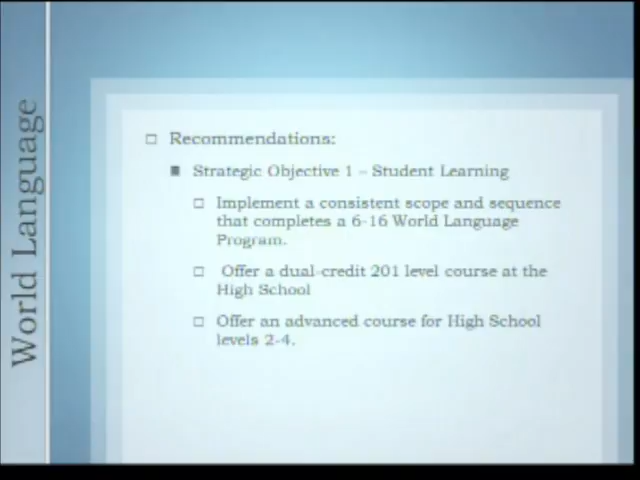 World Language
Recommendations:
Strategic Objective 1 – Student Learning
Implement a consistent scope and sequence
that completes a 6-16 World Language
Program.
Offer a dual-credit 201 level course at the
High School
Offer an advanced course for High School
levels 2-4.